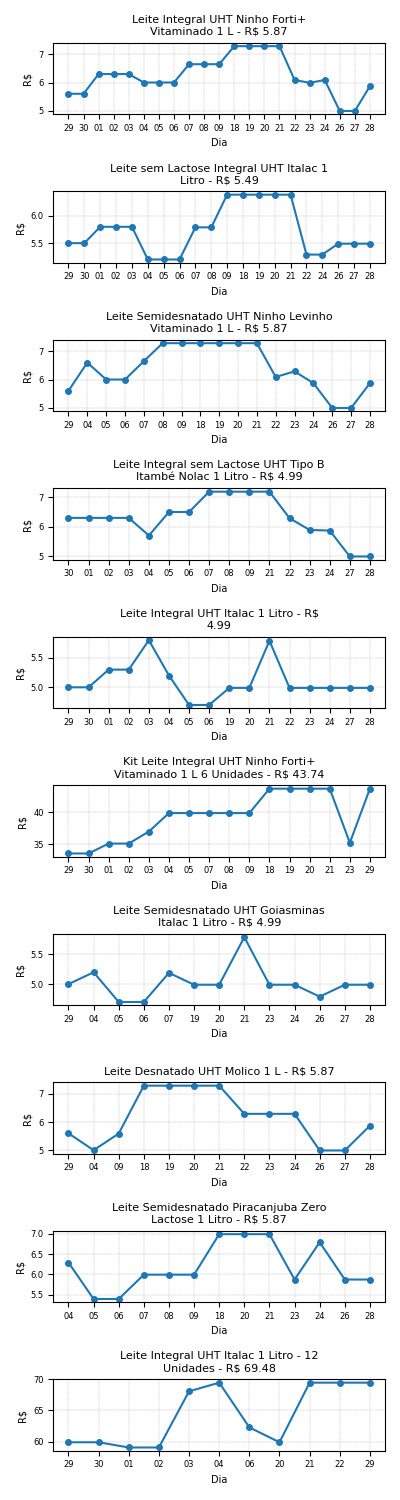 Leite Integral UHT Ninho Forti+
Vitaminado 1 L - R$ 5.87
7
6
5
R$
29 30 01 02 03 04 05 06 07 08 09 18 19 20 21 22 23 24 26 27 28
Dia
Leite sem Lactose Integral UHT Italac 1
Litro - R$ 5.49
6.0
5.5
R$
29 30 01 02 03 04 05 06 07 08 09 18 19 20 21 22 24 26 27 28
Dia
Leite Semidesnatado UHT Ninho Levinho
Vitaminado 1 L - R$ 5.87
7
6
5
R$
29 04 05 06 07 08 09 18 19 20 21 22 23 24 26 27 28
Dia
Leite Integral sem Lactose UHT Tipo B
Itambé Nolac 1 Litro - R$ 4.99
7
6
5
R$
30 01 02 03 04 05 06 07 08 09 21 22 23 24 27 28
Dia
Leite Integral UHT Italac 1 Litro - R$
4.99
5.5
5.0
R$
29 30 01 02 03 04 05 06 19 20 21 22 23 24 27 28
Dia
Kit Leite Integral UHT Ninho Forti+
Vitaminado 1 L 6 Unidades - R$ 43.74
40
35
R$
29 30 01 02 03 04 05 06 08 09 18 19 20 21 23 29
Dia
Leite Semidesnatado UHT Goiasminas
Italac 1 Litro - R$ 4.99
5.5
5.0
R$
29 04 05 06 07 19 20 21 23 24 26 27 28
Dia
Leite Desnatado UHT Molico 1 L - R$ 5.87
7
6
5
R$
29 04 09 18 19 20 21 22 23 24 26 27 28
Dia
Leite Semidesnatado Piracanjuba Zero
Lactose 1 Litro - R$ 5.87
7.0
6.5
6.0
5.5
R$
04 05 06 07 08 09 18 20 21 23 24 26 28
Dia
Leite Integral UHT Italac 1 Litro - 12
Unidades - R$ 69.48
70
65
60
R$
29 30 01 02 03 04 06 20 21 22 29
Dia